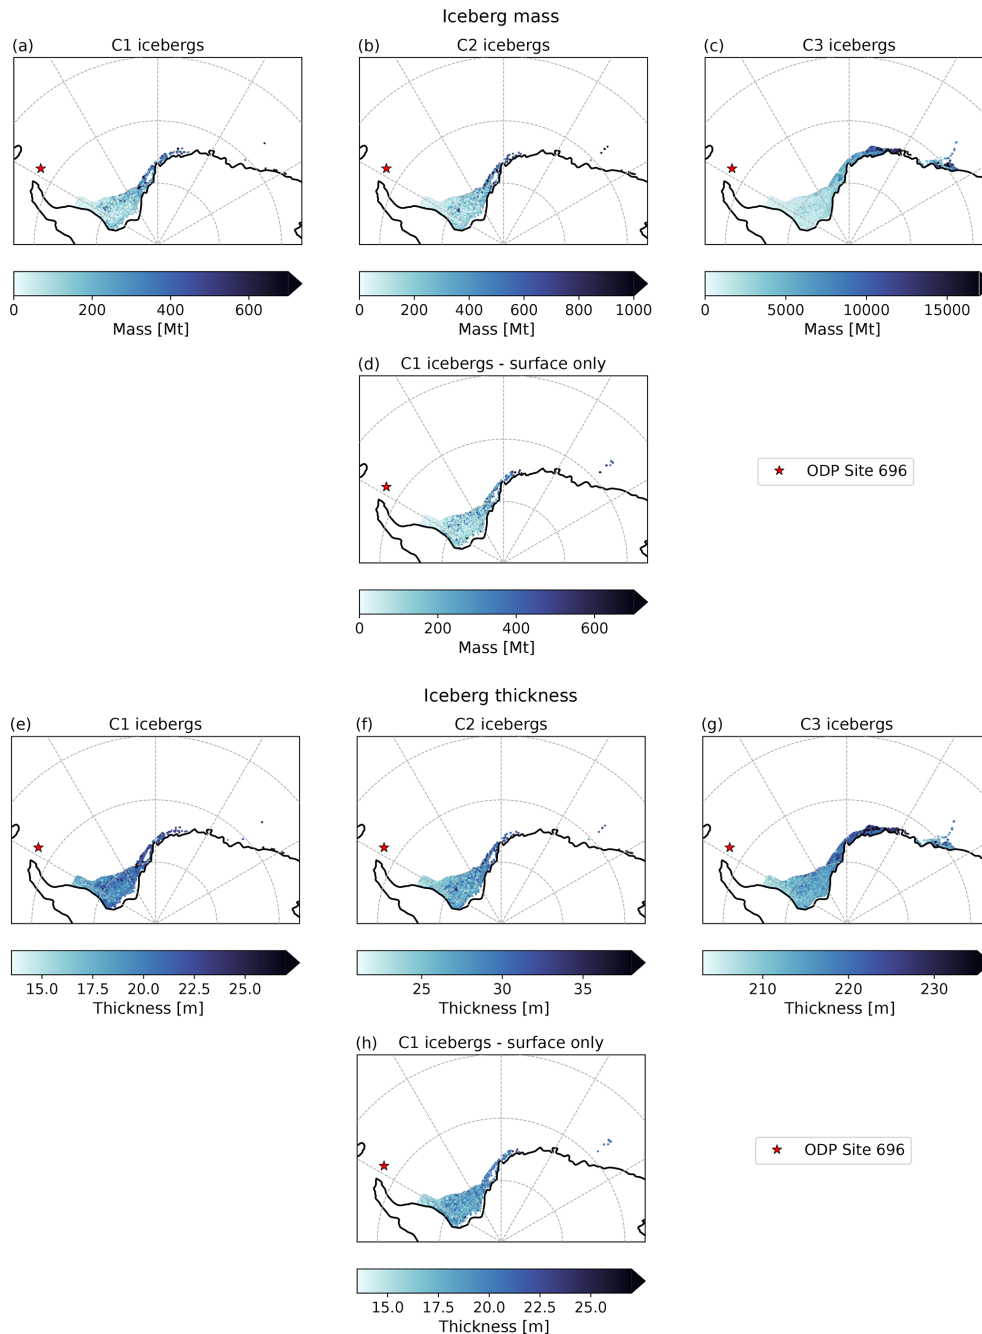 Iceberg mass
(a) C1 icebergs
(b) C2 icebergs
(c) C3 icebergs
0 200 400 600
Mass [Mt]
0 200 400 600 800 1000
Mass [Mt]
0 5000 10000 15000
Mass [Mt]
(d) C1 icebergs - surface only
ODP Site 696
0 200 400 600
Mass [Mt]
Iceberg thickness
(e) C1 icebergs
(f) C2 icebergs
(g) C3 icebergs
15.0 17.5 20.0 22.5 25.0
Thickness [m]
25 30 35
Thickness [m]
210 220 230
Thickness [m]
(h) C1 icebergs - surface only
ODP Site 696
15.0 17.5 20.0 22.5 25.0
Thickness [m]